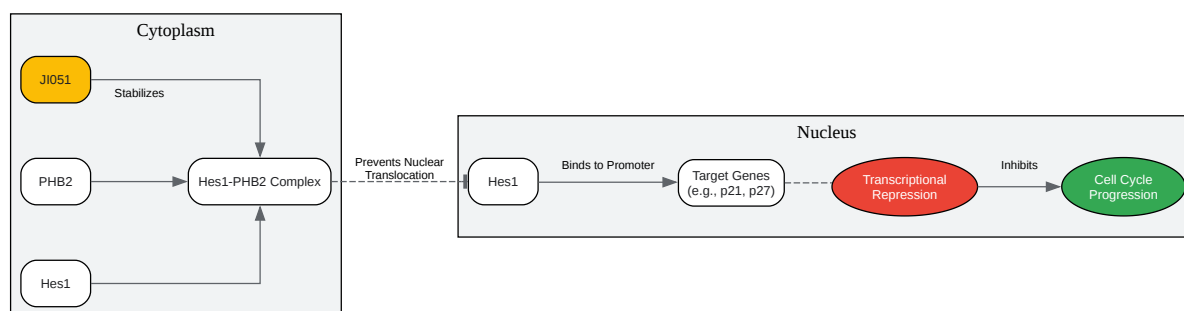 Cytoplasm
JI051
Stabilizes
PHB2
Hes1-PHB2 Complex
Hes1
Prevents Nuclear
Translocation
Nucleus
Hes1
Binds to Promoter
Target Genes
(e.g., p21, p27)
Transcriptional
Repression
Inhibits
Cell Cycle
Progression